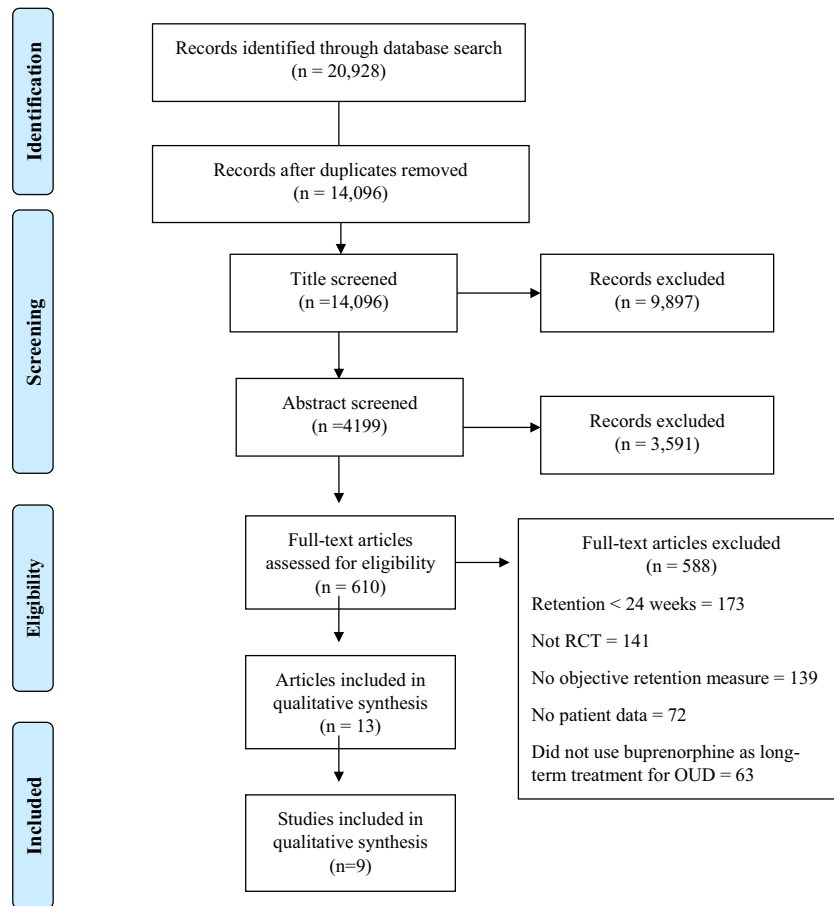 Identification
Records identified through database search
(n = 20,928)
Records after duplicates removed
(n = 14,096)
Screening
Title screened
(n =14,096)
Records excluded
(n = 9,897)
Abstract screened
(n =4199)
Records excluded
(n = 3,591)
Eligibility
Full-text articles
assessed for eligibility
(n = 610)
Full-text articles excluded
(n = 588)
Retention < 24 weeks = 173
Not RCT = 141
No objective retention measure = 139
No patient data = 72
Did not use buprenorphine as long-
term treatment for OUD = 63
Articles included in
qualitative synthesis
(n = 13)
Included
Studies included in
qualitative synthesis
(n=9)